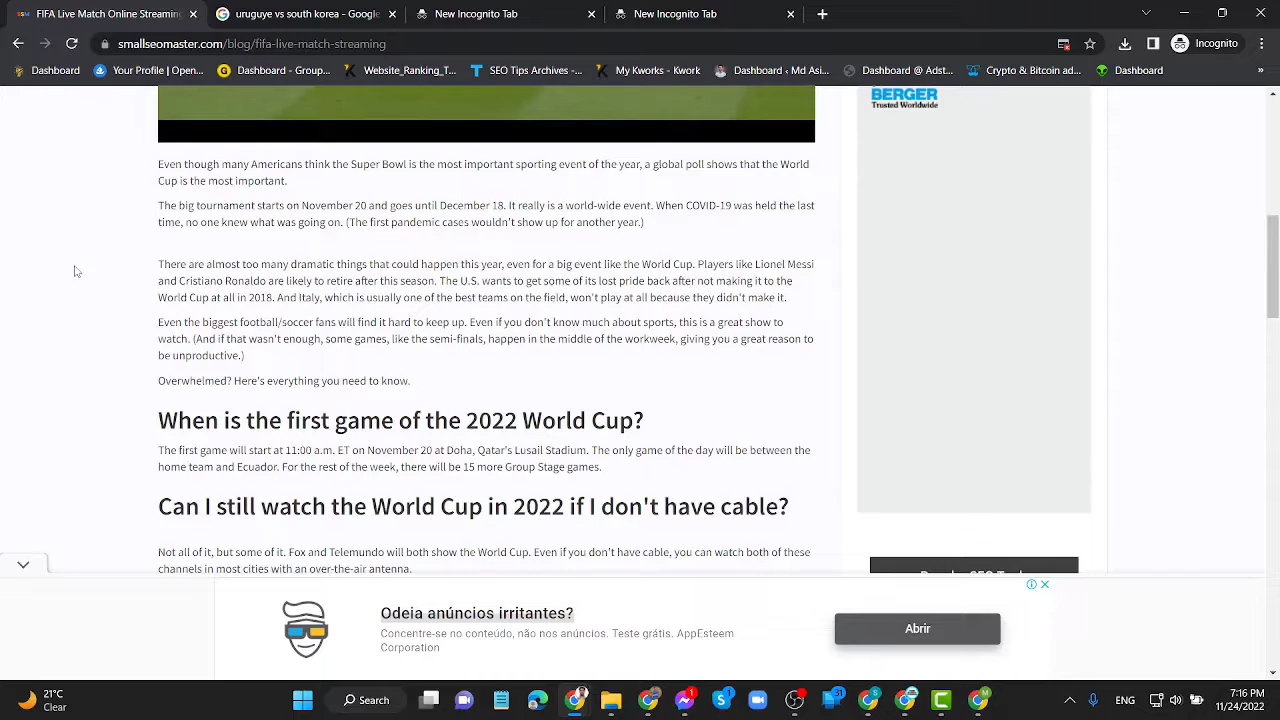 FIFA Live Match Online Streaming
urugye vs south korea - Google
New Incognito Tab
New Incognito Tab
smallseomaster.com/blog/fifa-live-match-streaming
Incognito
Dashboard
Your Profile | Open...
Dashboard - Group...
Website_Ranking_T...
SEO Tips Archives -...
My Kworks - Kwork
Dashboard ‹ Md Asi...
Dashboard @ Adst...
Crypto & Bitcoin ad...
Dashboard
»
BERGER
Trusted Worldwide
Even though many Americans think the Super Bowl is the most important sporting event of the year, a global poll shows that the World
Cup is the most important.
The big tournament starts on November 20 and goes until December 18. It really is a world-wide event. When COVID-19 was held the last
time, no one knew what was going on. (The first pandemic cases wouldn't show up for another year.)
There are almost too many dramatic things that could happen this year, even for a big event like the World Cup. Players like Lionel Messi
and Cristiano Ronaldo are likely to retire after this season. The U.S. wants to get some of its lost pride back after not making it to the
World Cup at all in 2018. And Italy, which is usually one of the best teams on the field, won't play at all because they didn't make it.
Even the biggest football/soccer fans will find it hard to keep up. Even if you don't know much about sports, this is a great show to
watch. (And if that wasn't enough, some games, like the semi-finals, happen in the middle of the workweek, giving you a great reason to
be unproductive.)
Overwhelmed? Here's everything you need to know.
When is the first game of the 2022 World Cup?
The first game will start at 11:00 a.m. ET on November 20 at Doha, Qatar's Lusail Stadium. The only game of the day will be between the
home team and Ecuador. For the rest of the week, there will be 15 more Group Stage games.
Can I still watch the World Cup in 2022 if I don't have cable?
Not all of it, but some of it. Fox and Telemundo will both show the World Cup. Even if you don't have cable, you can watch both of these
channels in most cities with an over-the-air antenna.
Odeia anúncios irritantes?
Concentre-se no conteúdo, não nos anúncios. Teste grátis. AppEsteem
Corporation
Abrir
21°C
Clear
Search
1
1
31
S
M
ENG
7:16 PM
11/24/2022